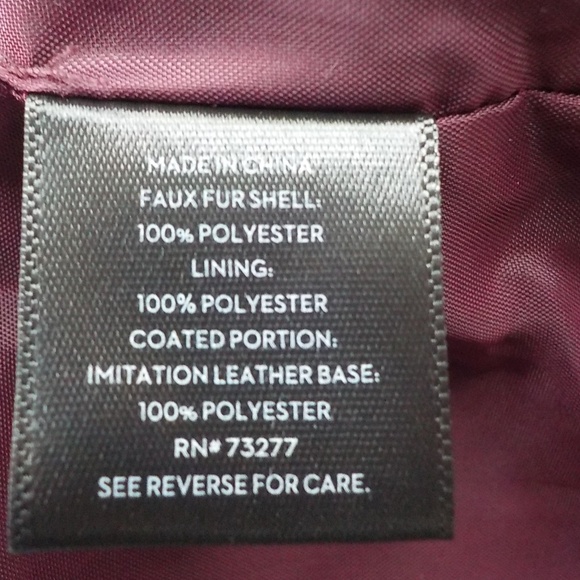 MADE IN CHINA
FAUX FUR SHELL:
100% POLYESTER
LINING:
100% POLYESTER
COATED PORTION:
IMITATION LEATHER BASE:
100% POLYESTER
RN# 73277
SEE REVERSE FOR CARE.